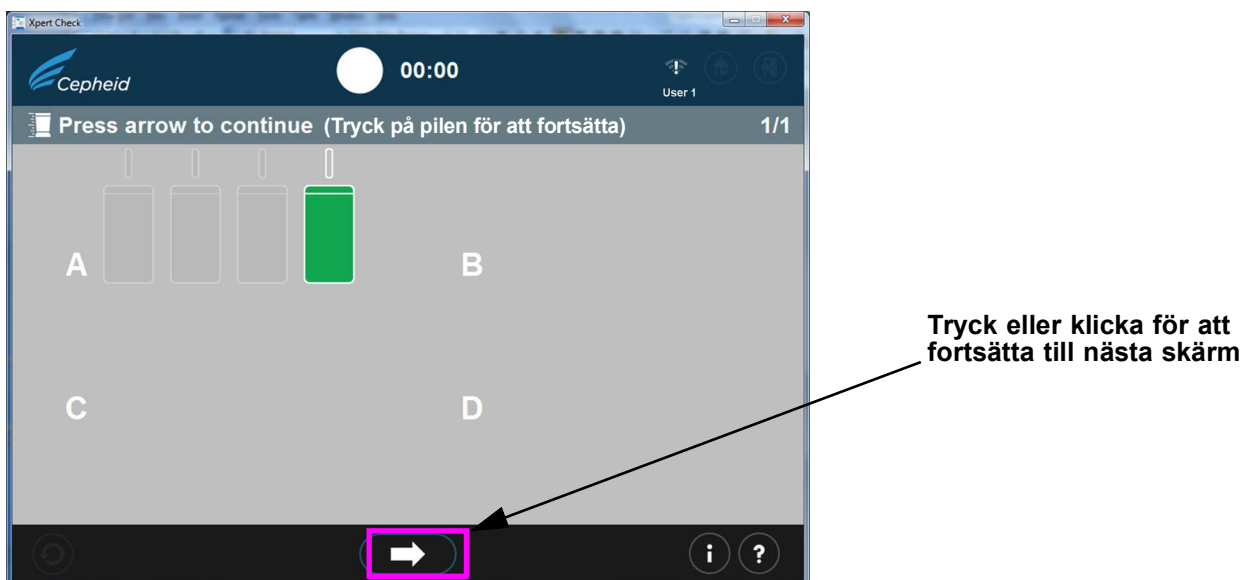 Xpert Check
Cepheid
00:00
User 1
Press arrow to continue (Tryck på pilen för att fortsätta) 1/1
A
B
C
D
i ?
Tryck eller klicka för att
fortsätta till nästa skärm